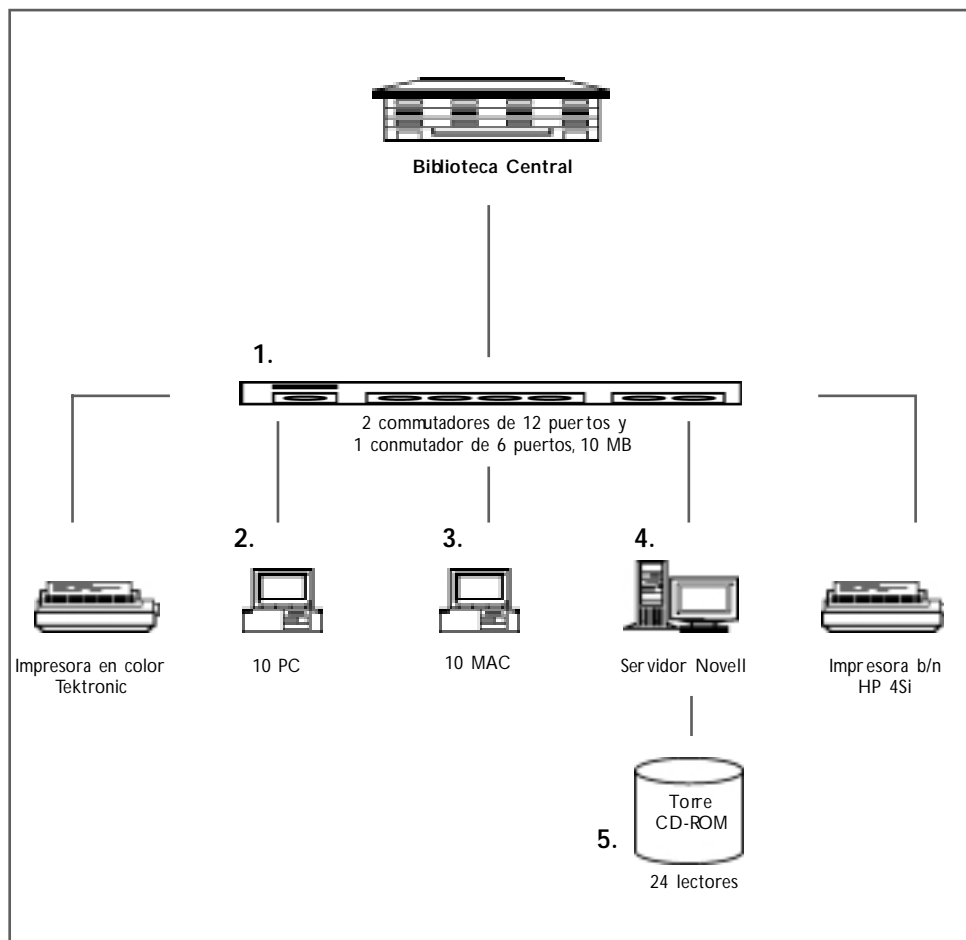 Biblioteca Central
1.
2 commutadores de 12 puertos y
1 conmutador de 6 puertos, 10 MB
2.
3.
4.
Impresora en color
Tektronic
10 PC
10 MAC
Servidor Novell
Impresora b/n
HP 4Si
Torre
CD-ROM
5.
24 lectores